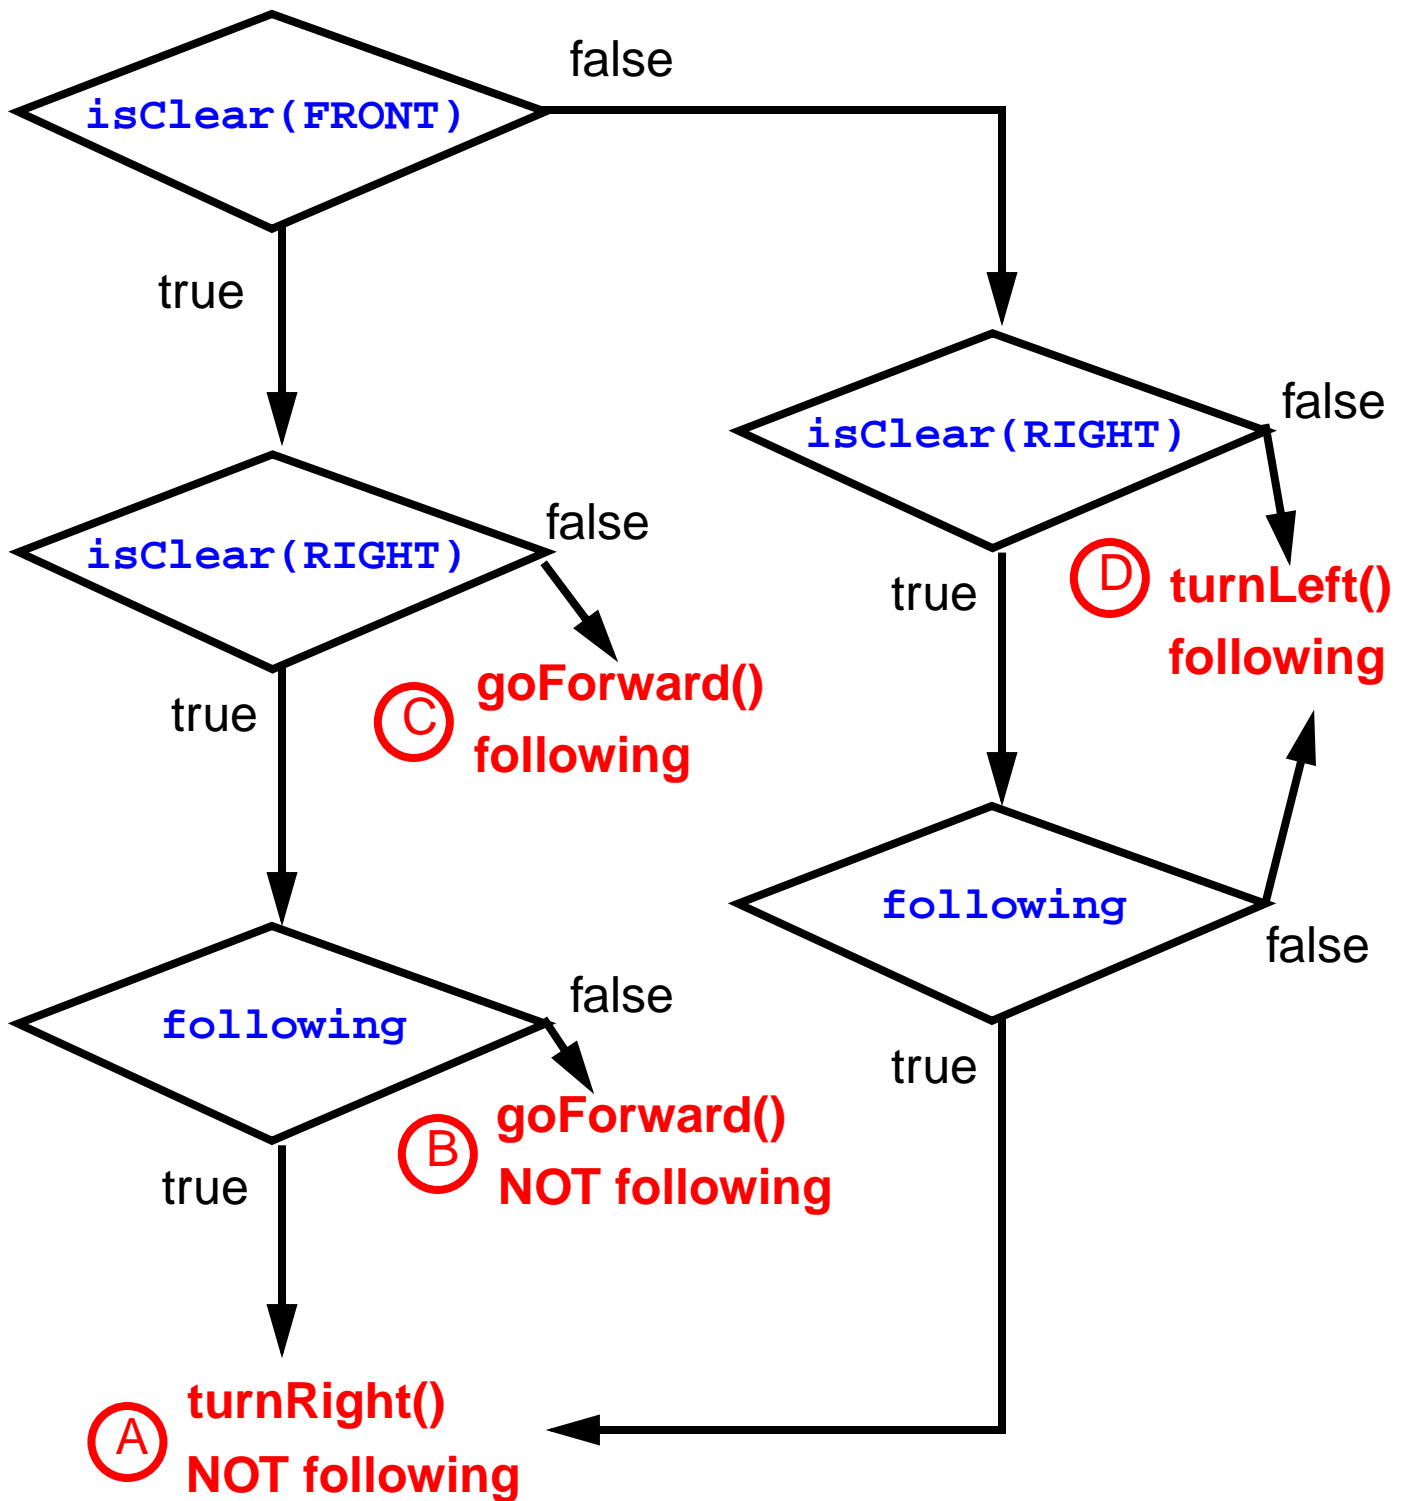 false
isClear(FRONT)
true
false
isClear(RIGHT)
false
isClear(RIGHT)
D
turnLeft()
true
following
goForward()
C
true
following
following
false
false
following
true
goForward()
B
true
NOT following
turnRight()
A
NOT following